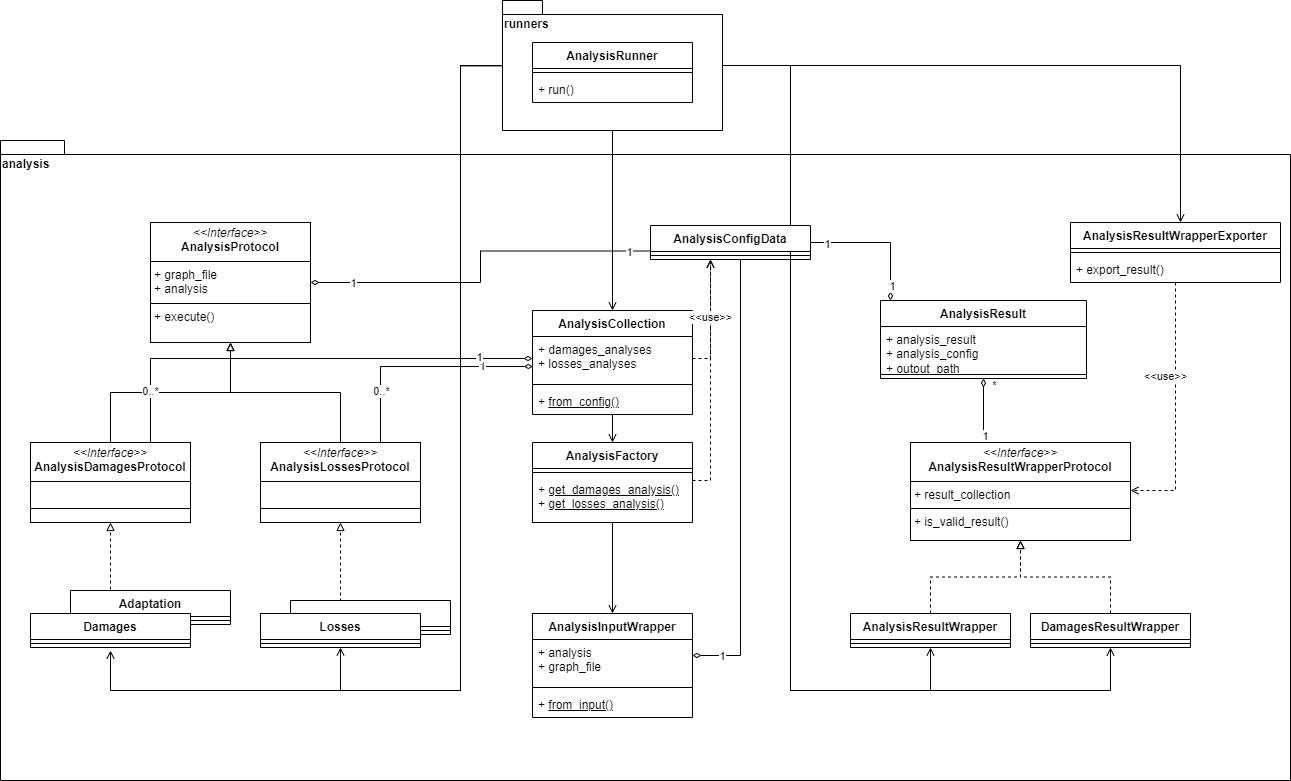 runners
AnalysisRunner
+ run()
analysis
<<Interface>>
AnalysisProtocol
+ graph_file
+ analysis
+ execute()
1
1
AnalysisConfigData
1
1
AnalysisResultWrapperExporter
+ export_result()
AnalysisCollection
+ damages_analyses
+ losses_analyses
+ from_config()
<<use>>
AnalysisResult
+ analysis_result
+ analysis_config
+ output_path
1
1
0..*
0..*
*
1
<<use>>
<<Interface>>
AnalysisDamagesProtocol
<<Interface>>
AnalysisLossesProtocol
AnalysisFactory
+ get_damages_analysis()
+ get_losses_analysis()
<<Interface>>
AnalysisResultWrapperProtocol
+ result_collection
+ is_valid_result()
Adaptation
Damages
Losses
AnalysisInputWrapper
+ analysis
+ graph_file
+ from_input()
1
AnalysisResultWrapper
DamagesResultWrapper